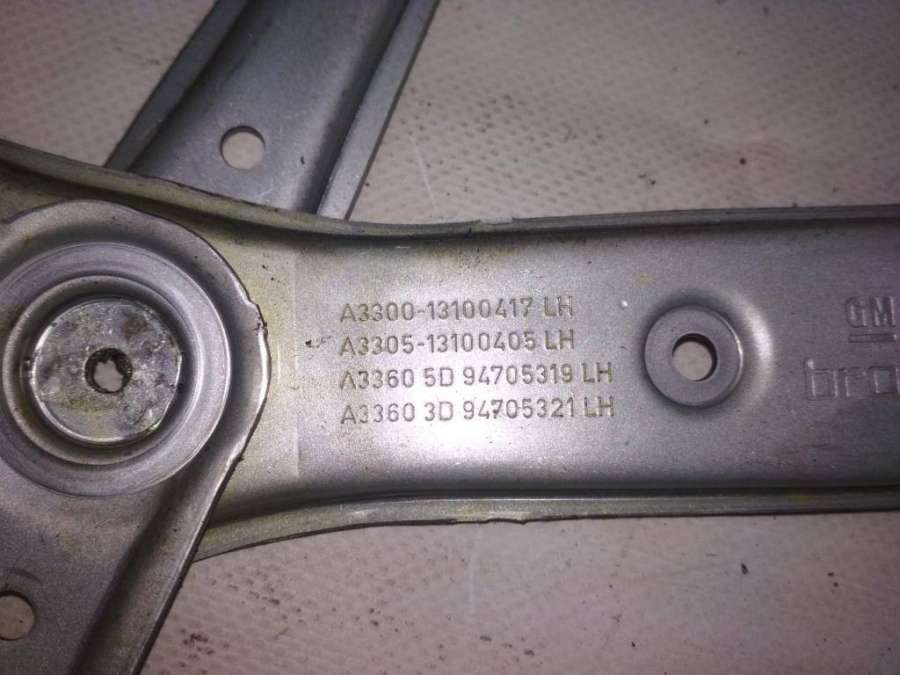 A3300-13100417 LH
A3305-13100405 LH
A3360 5D 94705319 LH
A3360 3D 94705321 LH
GM